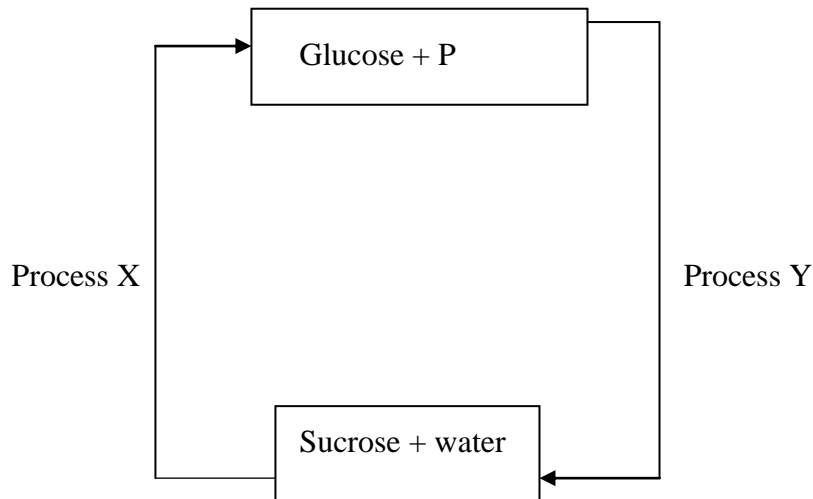 Glucose + P
Process X
Process Y
Sucrose + water